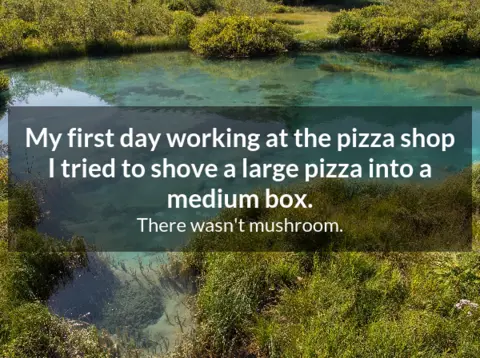 My first day working at the pizza shop
I tried to shove a large pizza into a
medium box.
There wasn't mushroom.